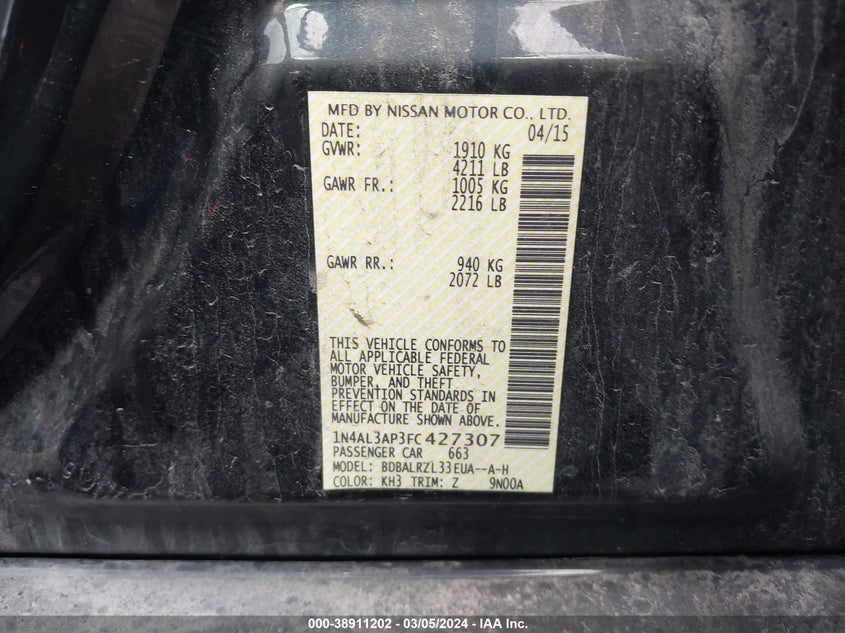 MFD BY NISSAN MOTOR CO., LTD.
DATE: 04/15
GVWR: 1910 KG
4211 LB
GAWR FR.: 1005 KG
2216 LB
GAWR RR.: 940 KG
2072 LB
THIS VEHICLE CONFORMS TO
ALL APPLICABLE FEDERAL
MOTOR VEHICLE SAFETY,
BUMPER, AND THEFT
PREVENTION STANDARDS IN
EFFECT ON THE DATE OF
MANUFACTURE SHOWN ABOVE.
1N4AL3AP3FC427307
PASSENGER CAR 663
MODEL: BDBALRZL33EUA--A-H
COLOR: KH3 TRIM: Z 9N00A
000-38911202 - 03/05/2024 - IAA Inc.